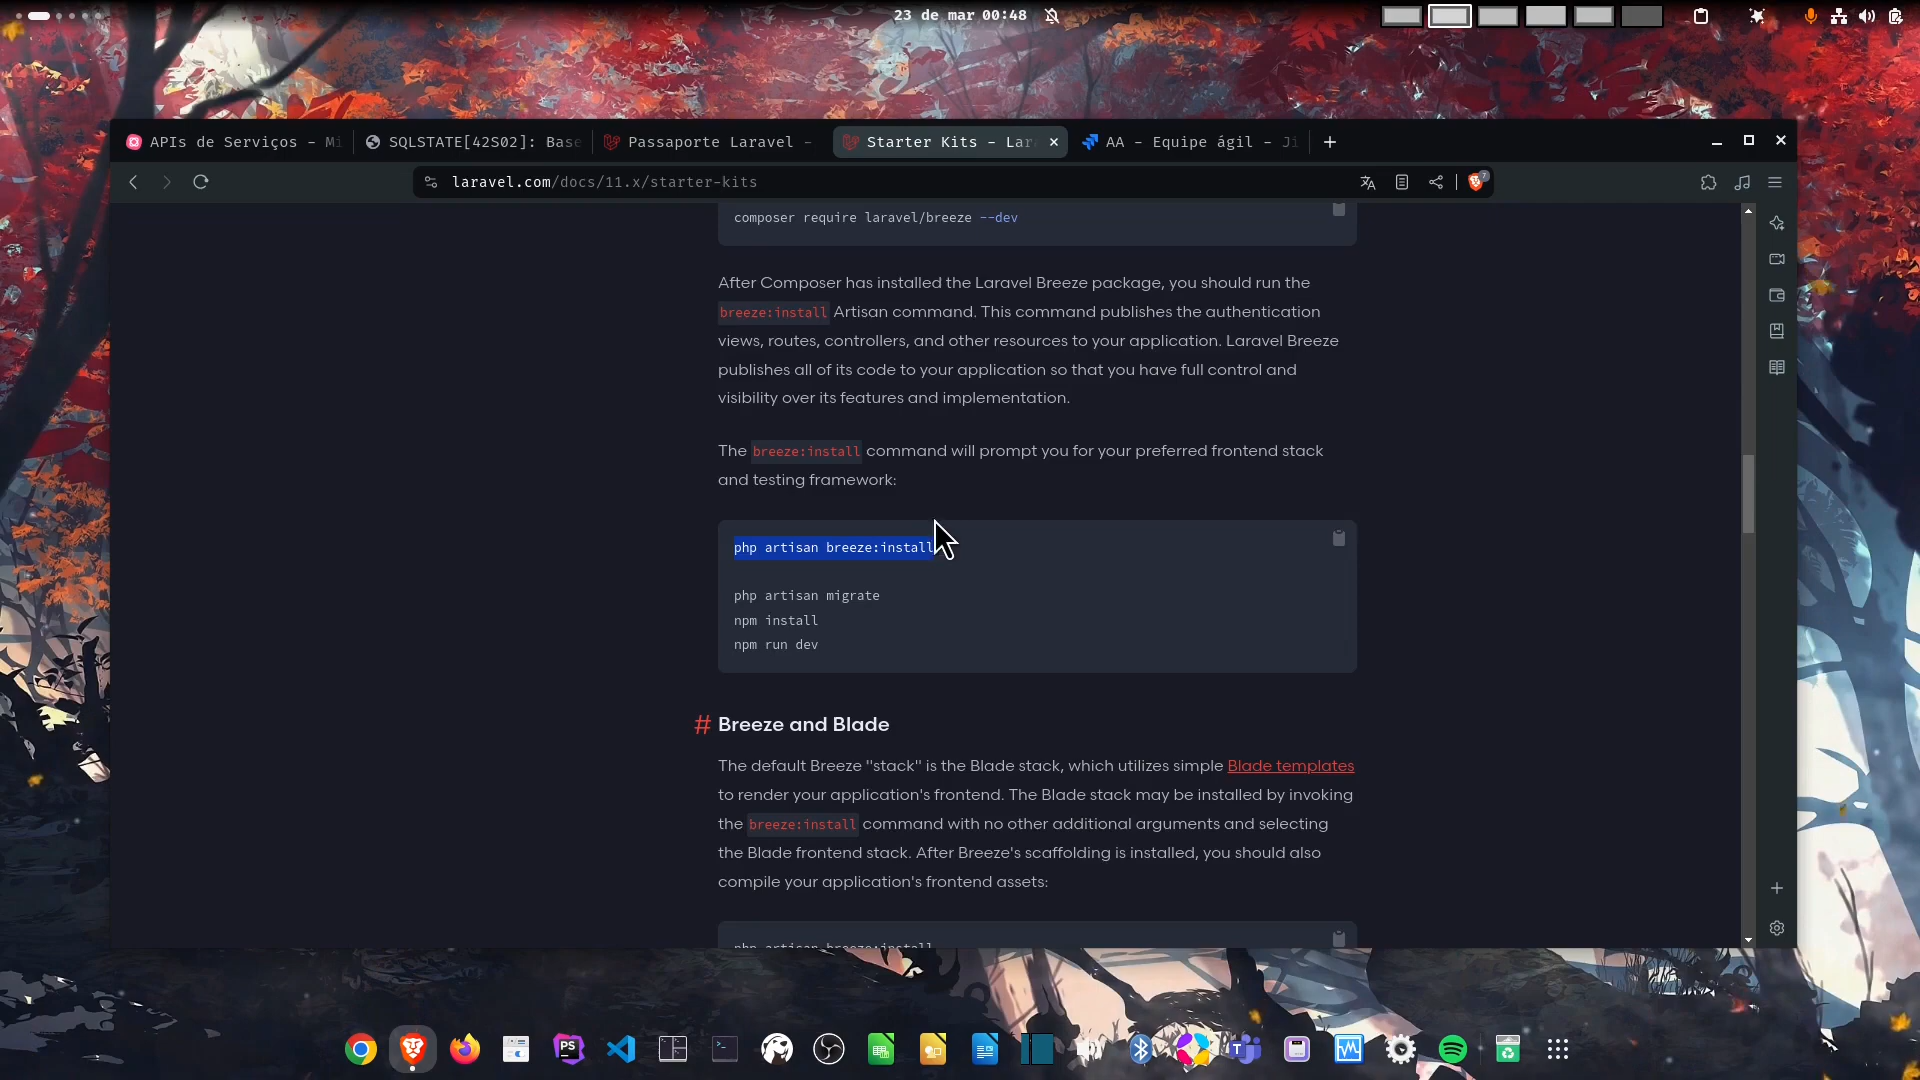 23 de mar 00:48
APIs de Serviços - Mi
SQLSTATE[42S02]: Base
Passaporte Laravel -
Starter Kits - Lar
AA - Equipe ágil - Ji
laravel.com/docs/11.x/starter-kits
7
composer require laravel/breeze --dev
After Composer has installed the Laravel Breeze package, you should run the
breeze:install Artisan command. This command publishes the authentication
views, routes, controllers, and other resources to your application. Laravel Breeze
publishes all of its code to your application so that you have full control and
visibility over its features and implementation.
The breeze:install command will prompt you for your preferred frontend stack
and testing framework:
php artisan breeze:install
php artisan migrate
npm install
npm run dev
# Breeze and Blade
The default Breeze "stack" is the Blade stack, which utilizes simple Blade templates
to render your application's frontend. The Blade stack may be installed by invoking
the breeze:install command with no other additional arguments and selecting
the Blade frontend stack. After Breeze's scaffolding is installed, you should also
compile your application's frontend assets:
php artisan breeze:install
PS